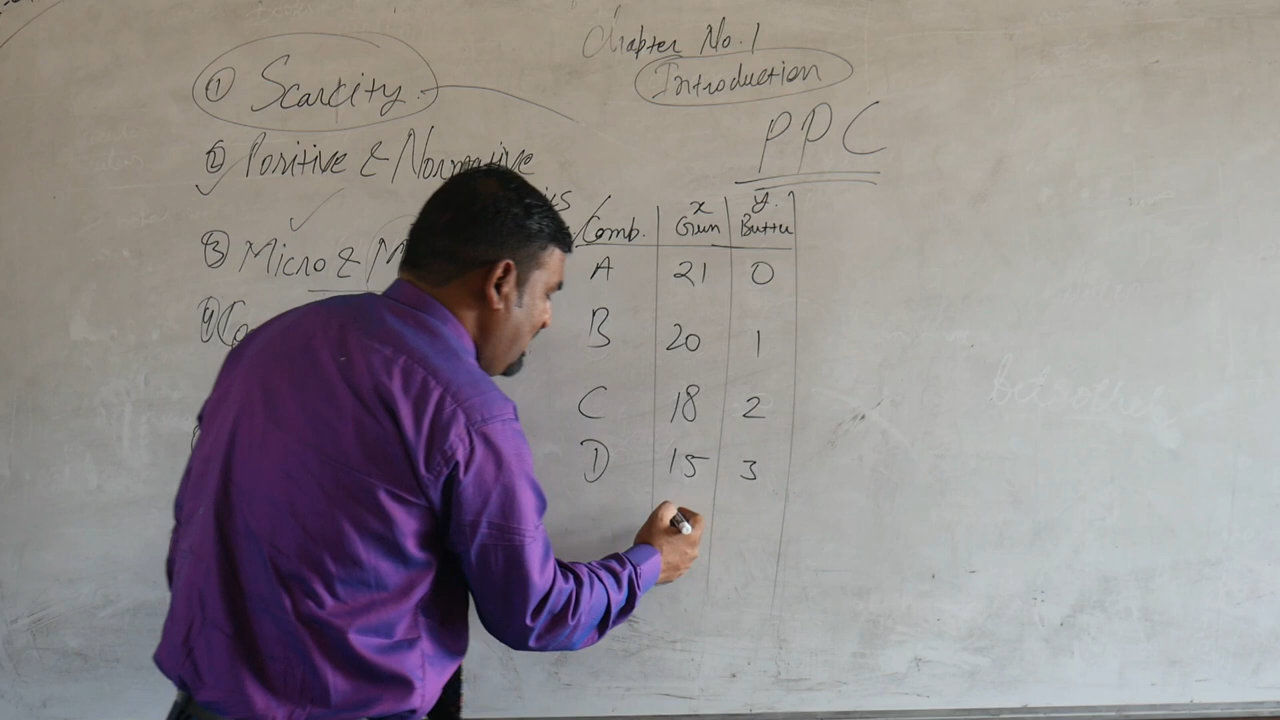 Chapter No. 1
Introduction
① Scarcity
PPC
② Positive & Normative
③ Micro & M
Comb. x Gun y. Butter
A 21 0
B 20 1
C 18 2
D 15 3
④